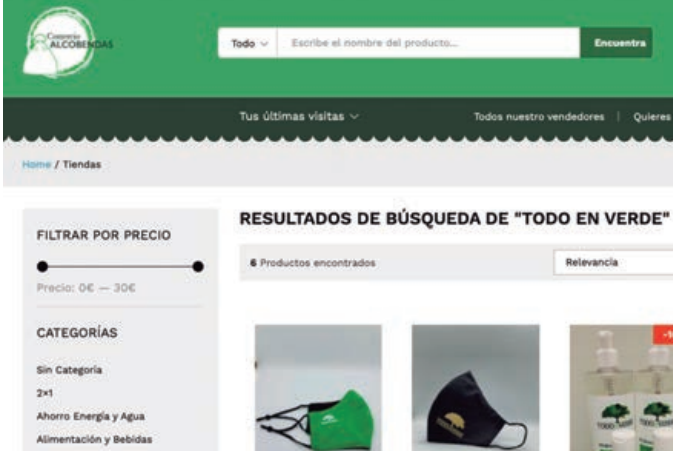 Comercio
ALCOBENDAS
Todo
Escribe el nombre del producto...
Encuentra
Tus últimas visitas
Todos nuestro vendedores | Quieres
Home / Tiendas
FILTRAR POR PRECIO
Precio: 0€ — 30€
CATEGORÍAS
Sin Categoría
2×1
Ahorro Energía y Agua
Alimentación y Bebidas
RESULTADOS DE BÚSQUEDA DE "TODO EN VERDE"
6 Productos encontrados
Relevancia